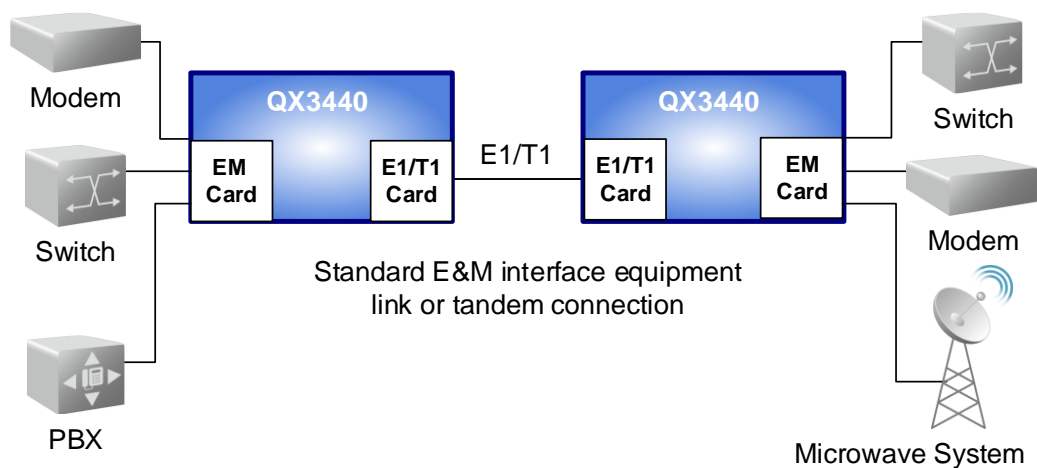 Modem
Switch
PBX
QX3440
EM
Card
E1/T1
Card
E1/T1
QX3440
E1/T1
Card
EM
Card
Standard E&M interface equipment
link or tandem connection
Switch
Modem
Microwave System